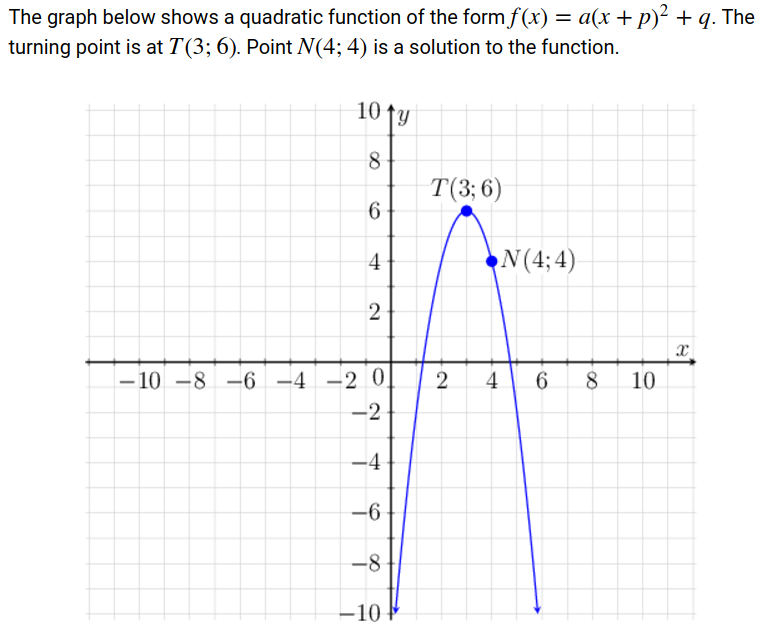 The graph below shows a quadratic function of the form f(x) = a(x + p)² + q. The
turning point is at T(3; 6). Point N(4; 4) is a solution to the function.
10 y
8
T(3; 6)
6
4 N(4; 4)
2
x
−10 −8 −6 −4 −2 0 2 4 6 8 10
−2
−4
−6
−8
−10